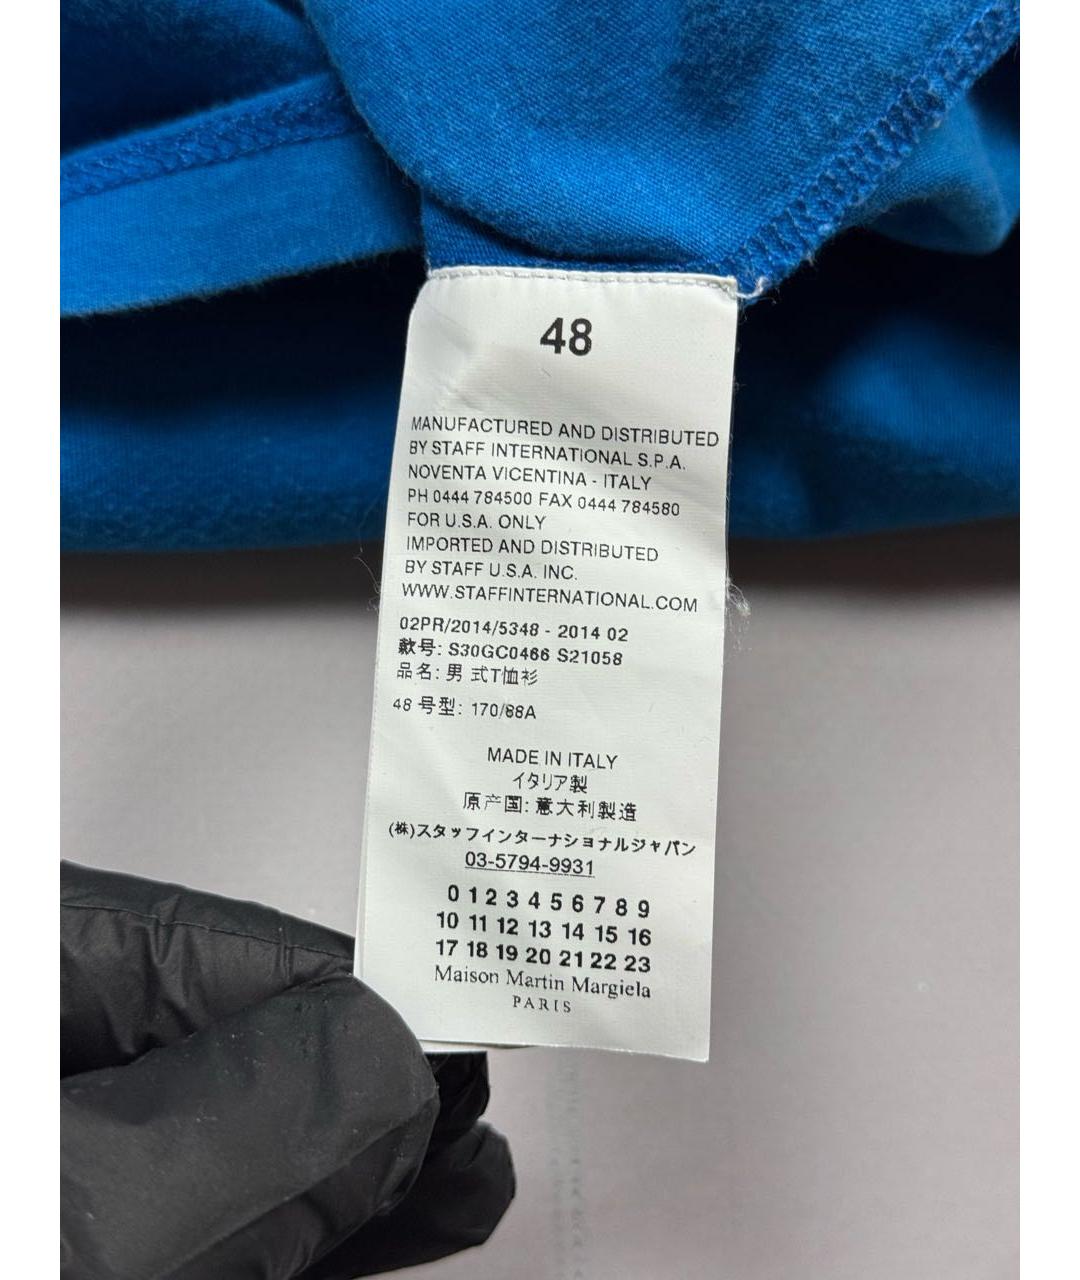 48
MANUFACTURED AND DISTRIBUTED
BY STAFF INTERNATIONAL S.P.A.
NOVENTA VICENTINA - ITALY
PH 0444 784500 FAX 0444 784580
FOR U.S.A. ONLY
IMPORTED AND DISTRIBUTED
BY STAFF U.S.A. INC.
WWW.STAFFINTERNATIONAL.COM
02PR/2014/5348 - 2014 02
款号: S30GC0466 S21058
品名: 男 式T恤衫
48 号型: 170/88A
MADE IN ITALY
イタリア製
原产国: 意大利製造
(株)スタッフインターナショナルジャパン
03-5794-9931
0 1 2 3 4 5 6 7 8 9
10 11 12 13 14 15 16
17 18 19 20 21 22 23
Maison Martin Margiela
PARIS